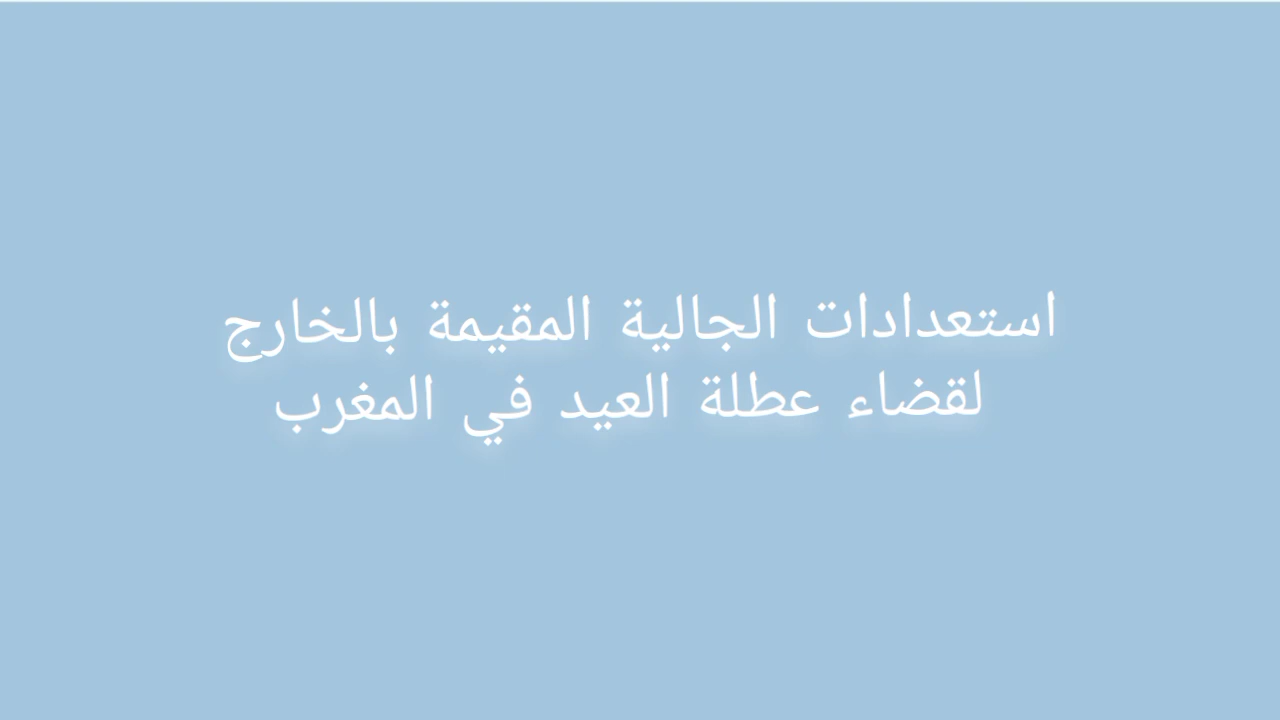 استعدادات الجالية المقيمة بالخارج
لقضاء عطلة العيد في المغرب